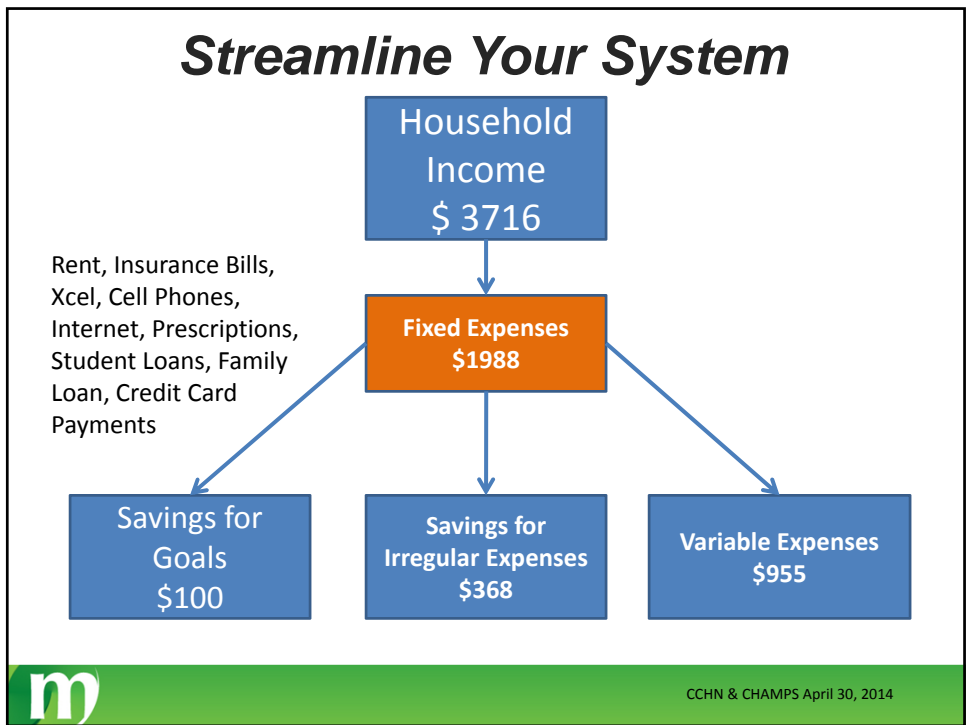 Streamline Your System
Household
Income
$ 3716
Rent, Insurance Bills,
Xcel, Cell Phones,
Internet, Prescriptions,
Student Loans, Family
Loan, Credit Card
Payments
Fixed Expenses
$1988
Savings for
Goals
$100
Savings for
Irregular Expenses
$368
Variable Expenses
$955
m
CCHN & CHAMPS April 30, 2014